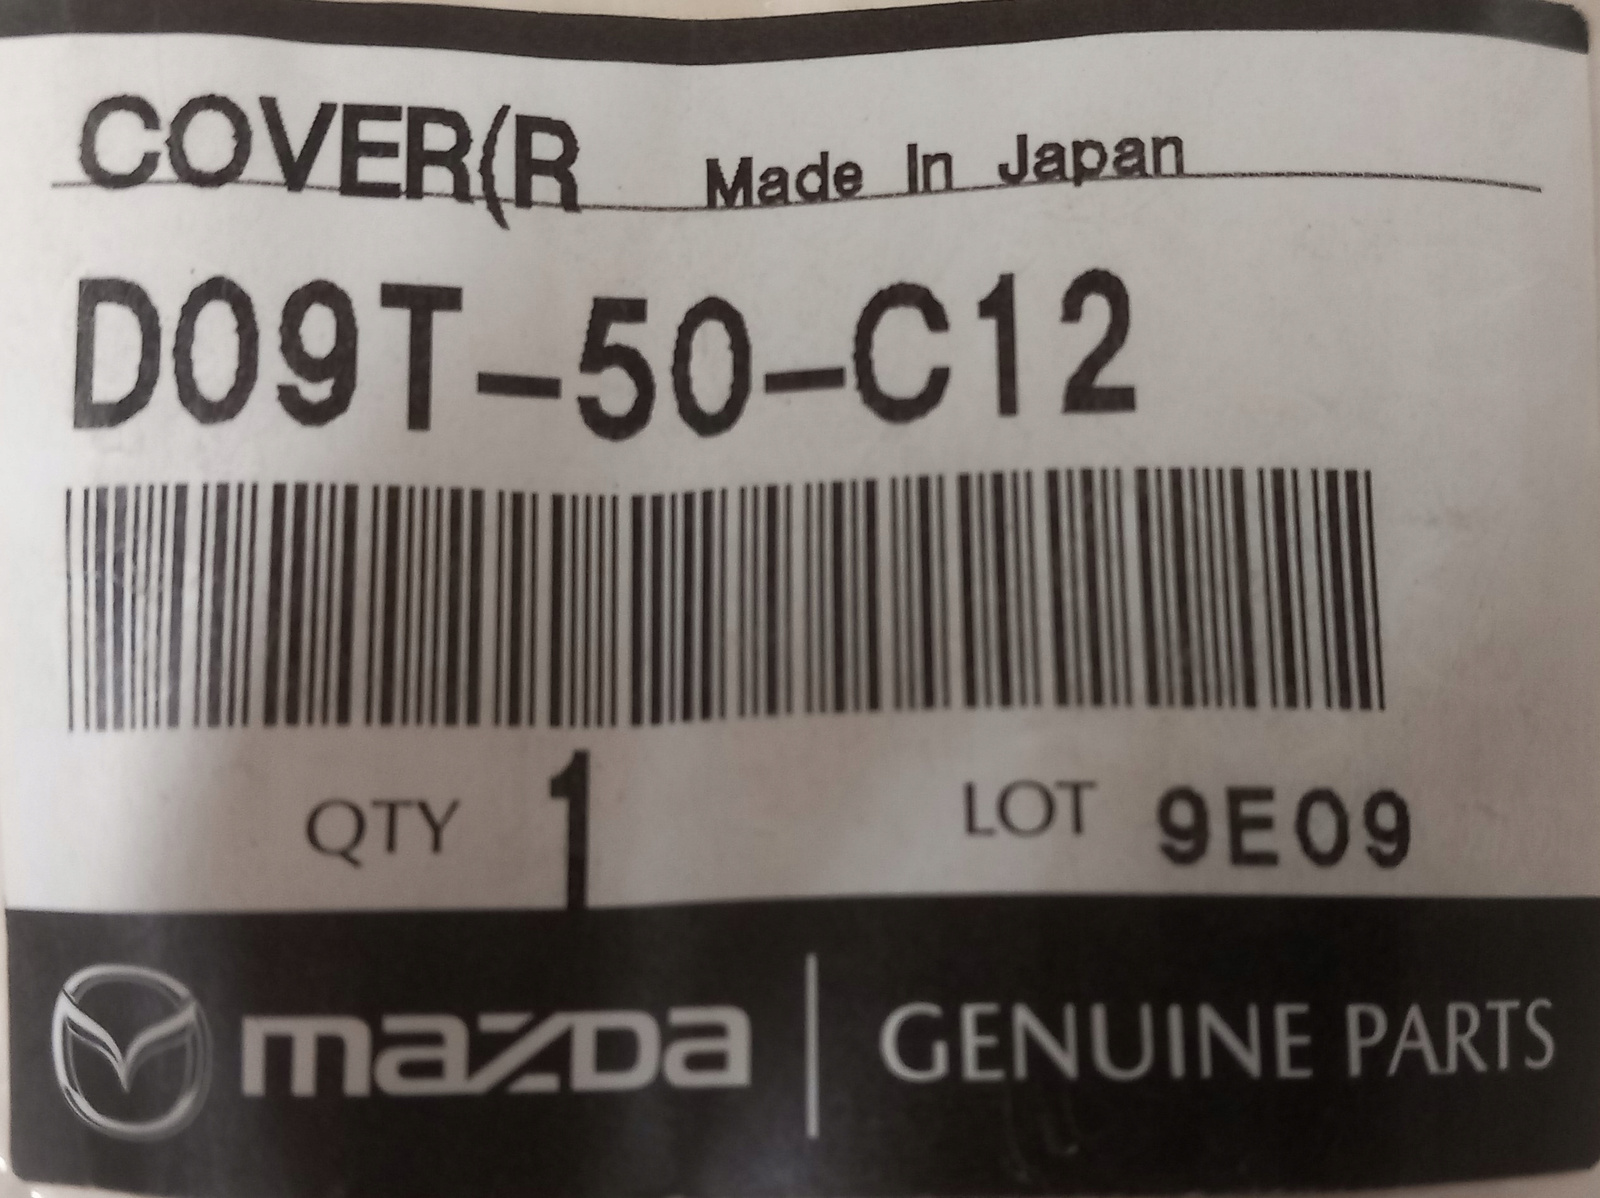 COVER(R Made In Japan
D09T-50-C12
QTY 1 LOT 9E09
mazda GENUINE PARTS